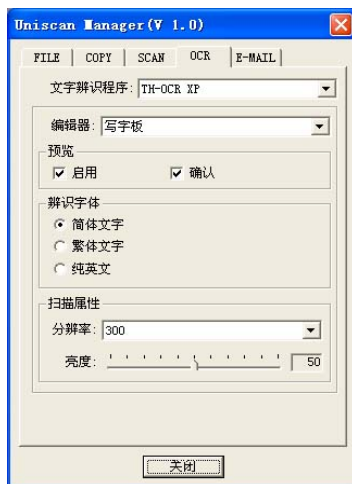 Uniscan Manager(V 1.0)
FILE COPY SCAN OCR E-MAIL
文字辨识程序: TH-OCR XP
编辑器: 写字板
预览
启用 确认
辨识字体
简体文字
繁体文字
纯英文
扫描属性
分辨率: 300
亮度: 50
关闭